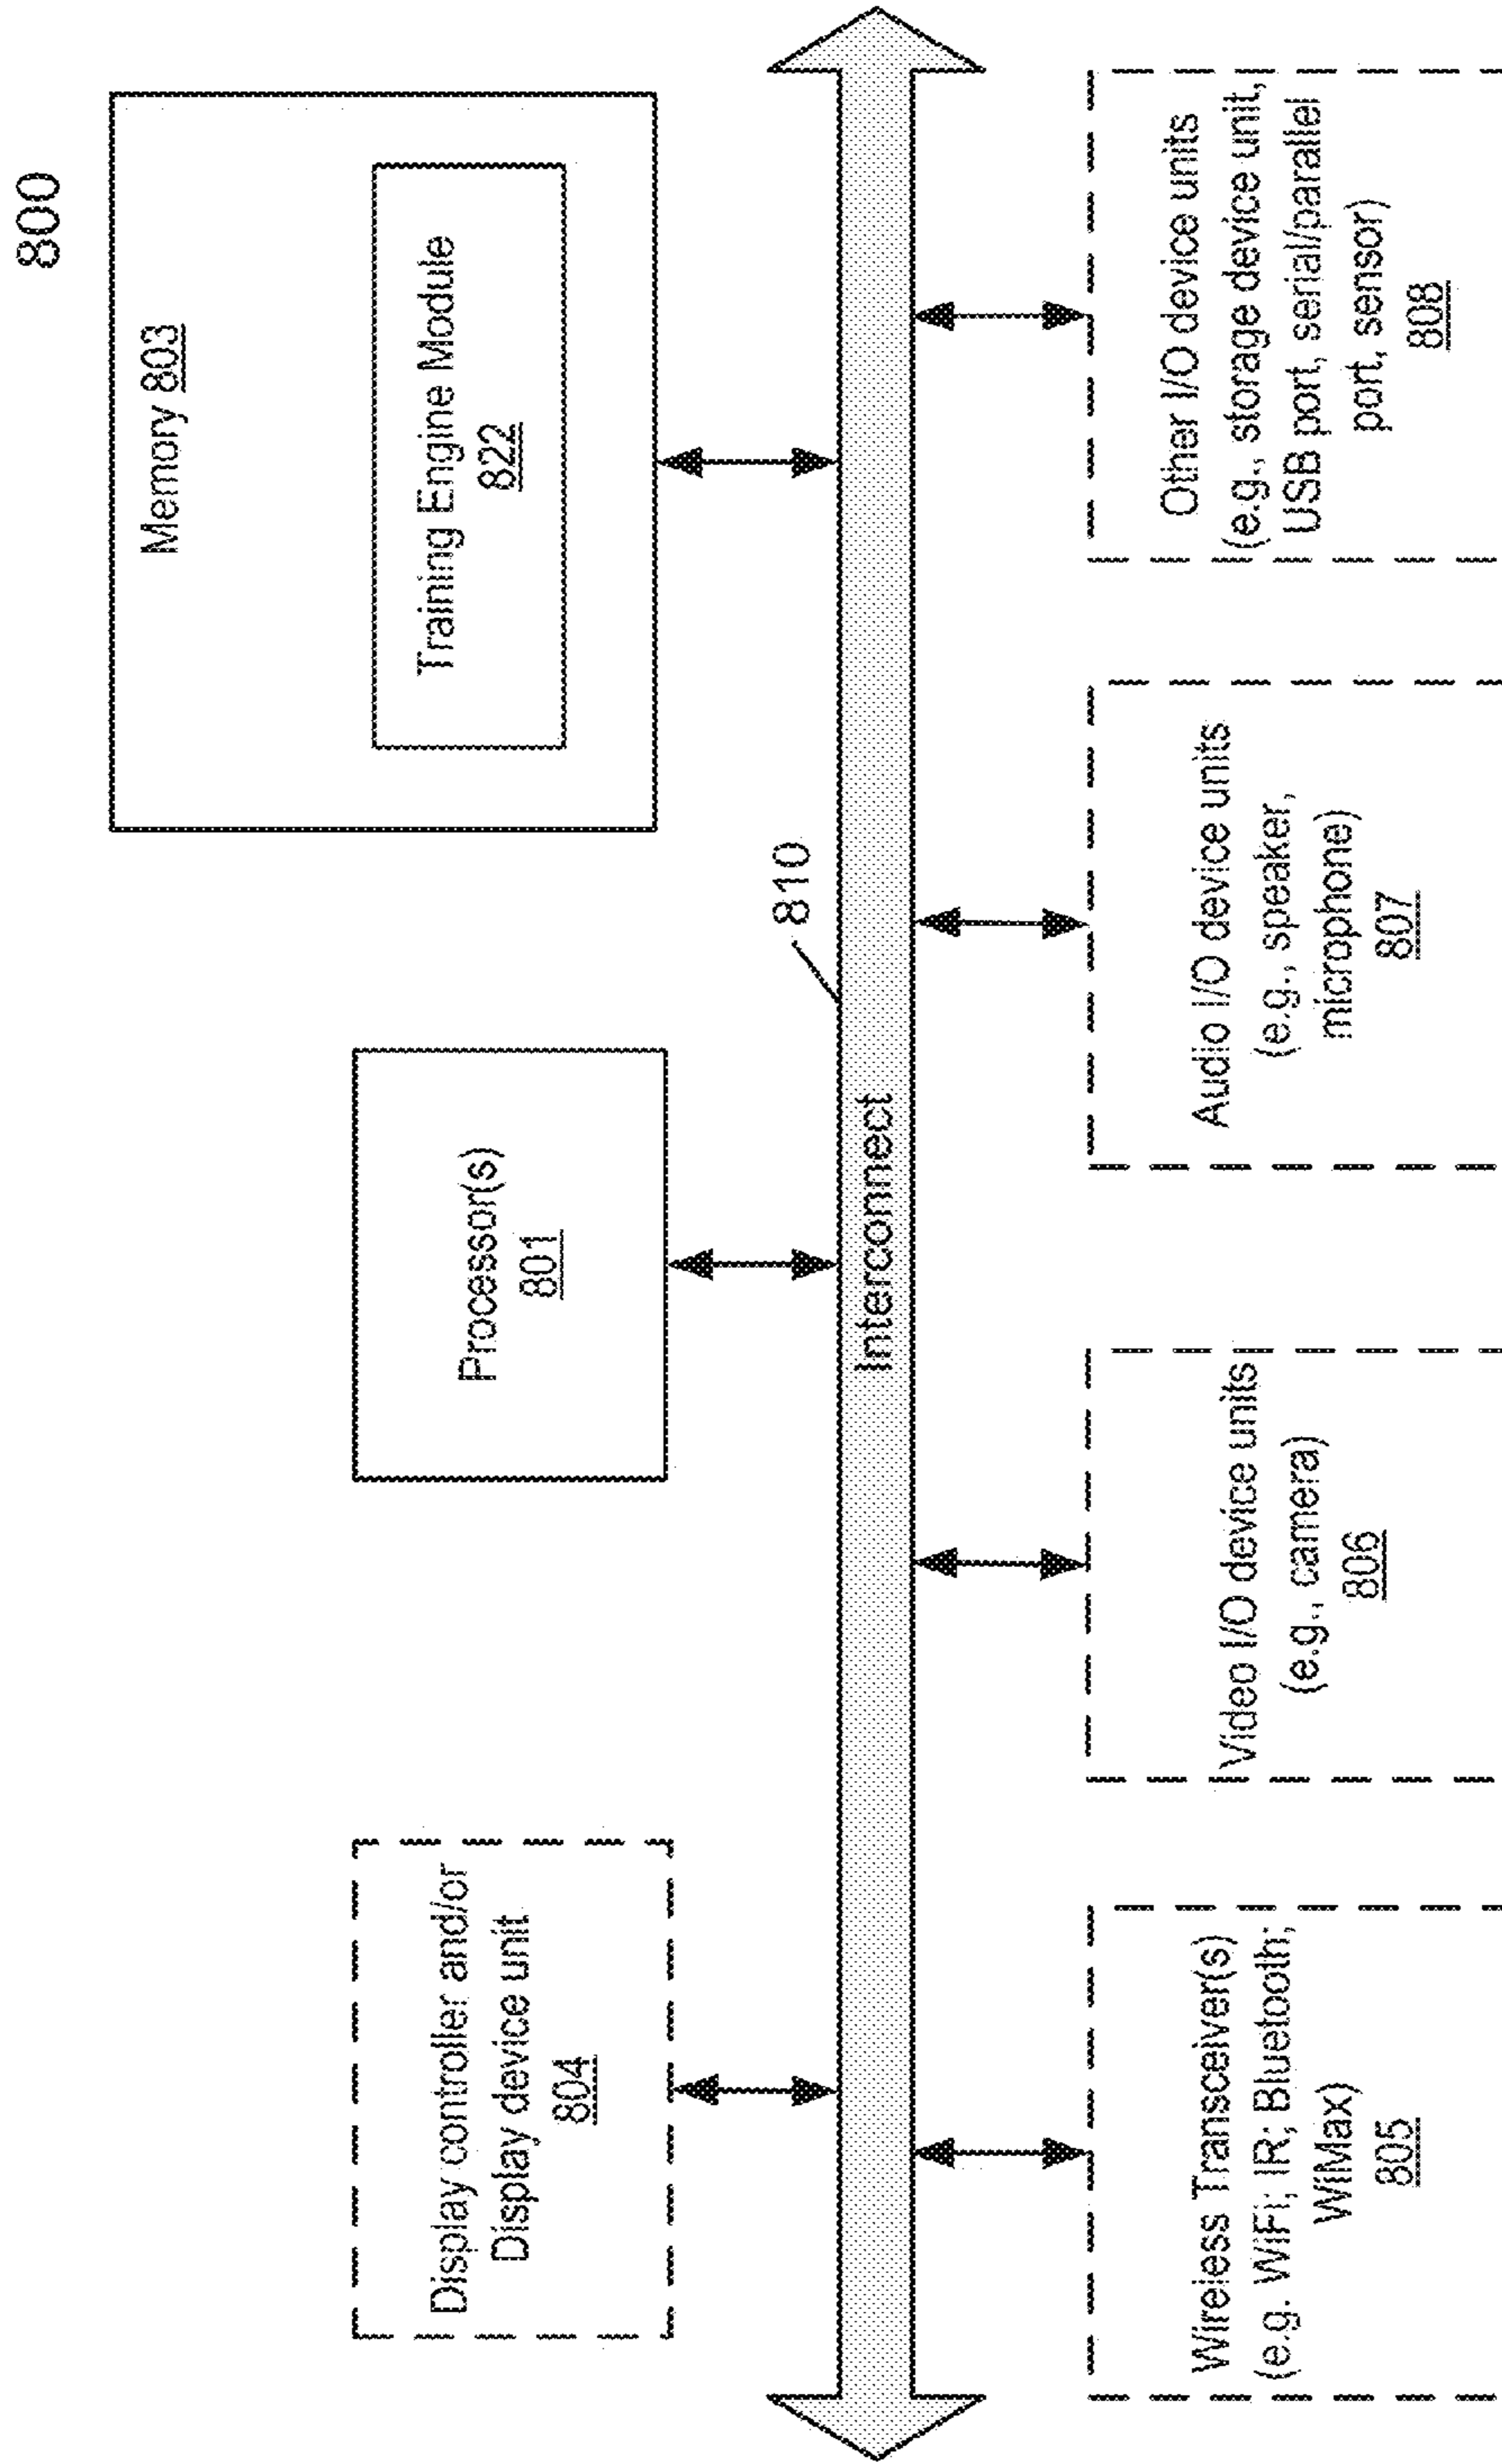 800
Display controller and/or
Display device unit
804
Processor(s)
801
Memory 803
Training Engine Module
822
810
Interconnect
Wireless Transceiver(s)
(e.g. WiFi; IR; Bluetooth;
WiMax)
805
Video I/O device units
(e.g., camera)
806
Audio I/O device units
(e.g., speaker,
microphone)
807
Other I/O device units
(e.g., storage device unit,
USB port, serial/parallel
port, sensor)
808